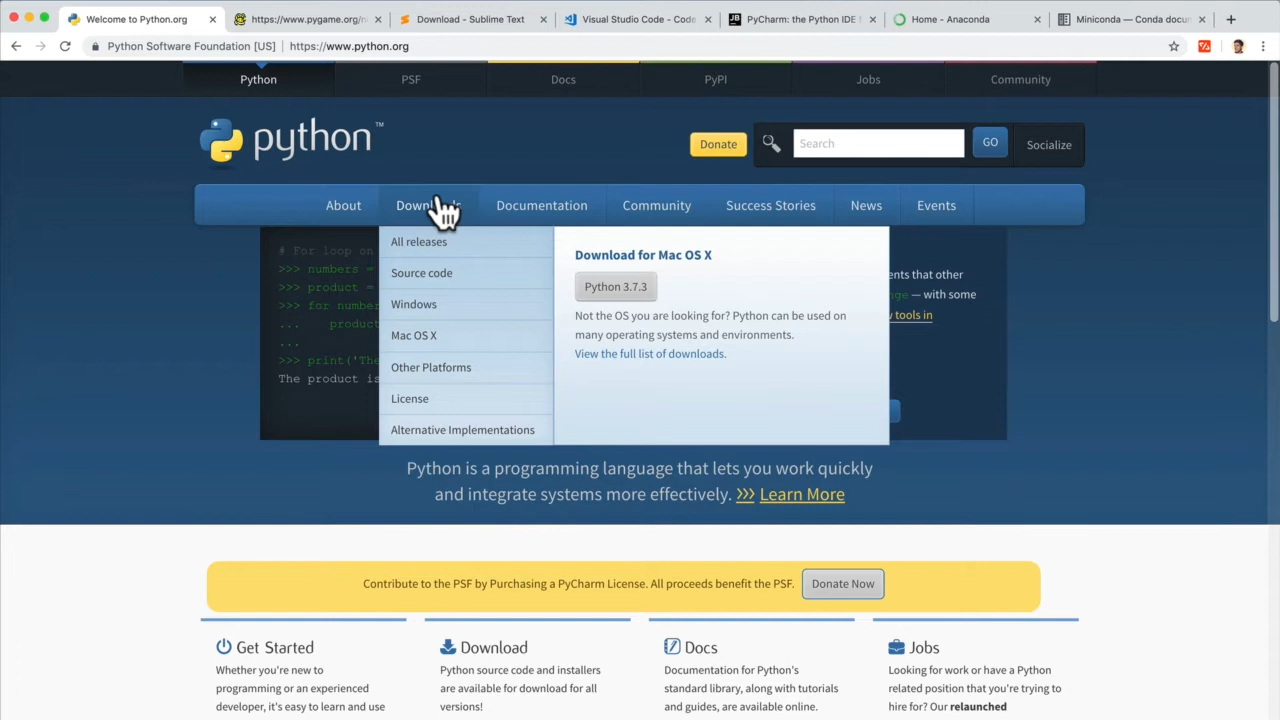 Welcome to Python.org
https://www.pygame.org/n
Download - Sublime Text
Visual Studio Code - Code
PyCharm: the Python IDE
Home - Anaconda
Miniconda — Conda docum
Python Software Foundation [US] | https://www.python.org
Python
PSF
Docs
PyPI
Jobs
Community
python™
Donate
Search
GO
Socialize
About
Documentation
Community
Success Stories
News
Events
# For loop on
>>> numbers =
>>> product =
>>> for number
... product
...
>>> print('The
The product is
All releases
Source code
Windows
Mac OS X
Other Platforms
License
Alternative Implementations
Download for Mac OS X
Python 3.7.3
Not the OS you are looking for? Python can be used on
many operating systems and environments.
View the full list of downloads.
ents that other
— with some
tools in
Python is a programming language that lets you work quickly
and integrate systems more effectively. >>> Learn More
Contribute to the PSF by Purchasing a PyCharm License. All proceeds benefit the PSF.
Donate Now
Get Started
Whether you're new to
programming or an experienced
developer, it's easy to learn and use
Download
Python source code and installers
are available for download for all
versions!
Docs
Documentation for Python's
standard library, along with tutorials
and guides, are available online.
Jobs
Looking for work or have a Python
related position that you're trying to
hire for? Our relaunched